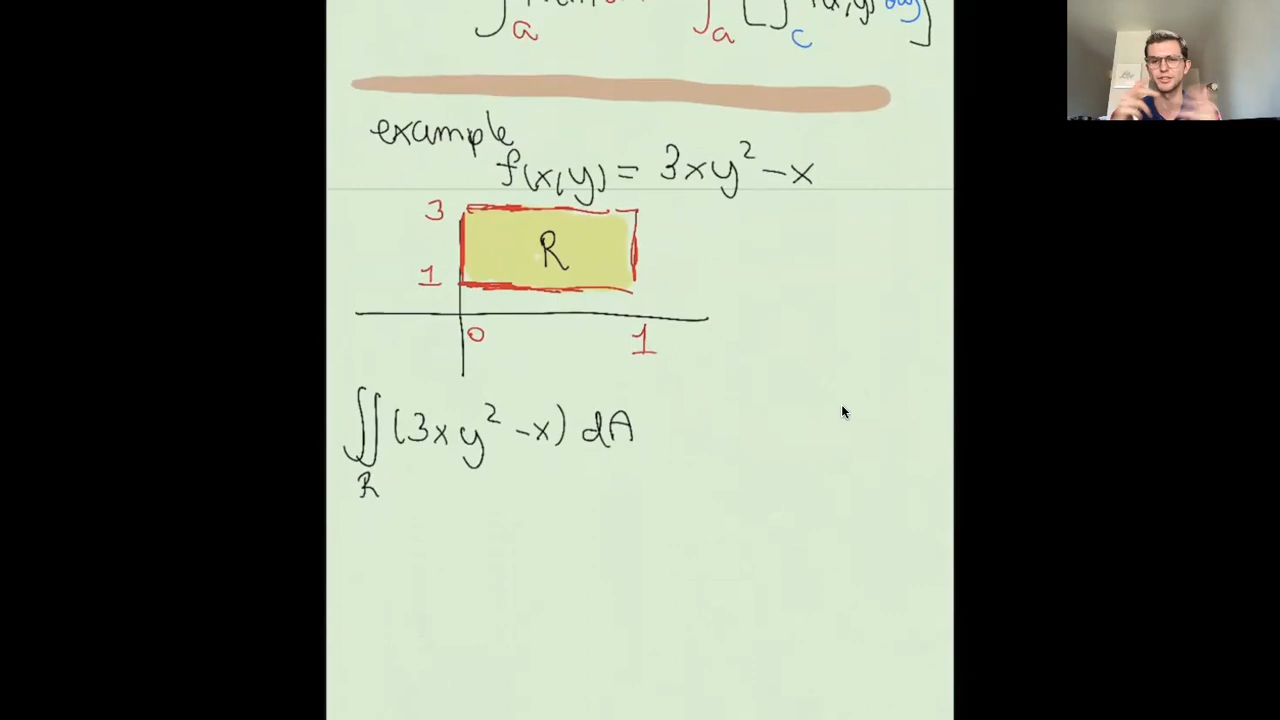 a a c
example
f(x,y) = 3xy² - x
3
R
1
0 1
∬ (3xy² - x) dA
R